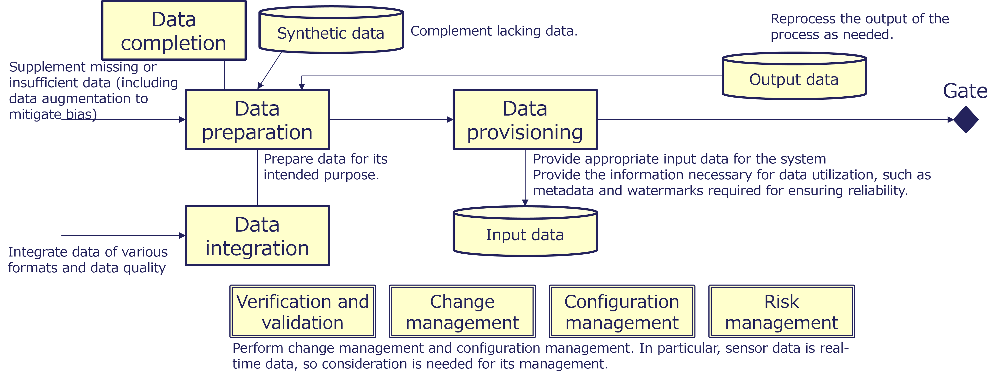 Data
completion
Synthetic data
Complement lacking data.
Reprocess the output of the
process as needed.
Supplement missing or
insufficient data (including
data augmentation to
mitigate bias)
Output data
Gate
Data
preparation
Data
provisioning
Prepare data for its
intended purpose.
Provide appropriate input data for the system
Provide the information necessary for data utilization, such as
metadata and watermarks required for ensuring reliability.
Data
integration
Input data
Integrate data of various
formats and data quality
Verification and
validation
Change
management
Configuration
management
Risk
management
Perform change management and configuration management. In particular, sensor data is real-
time data, so consideration is needed for its management.